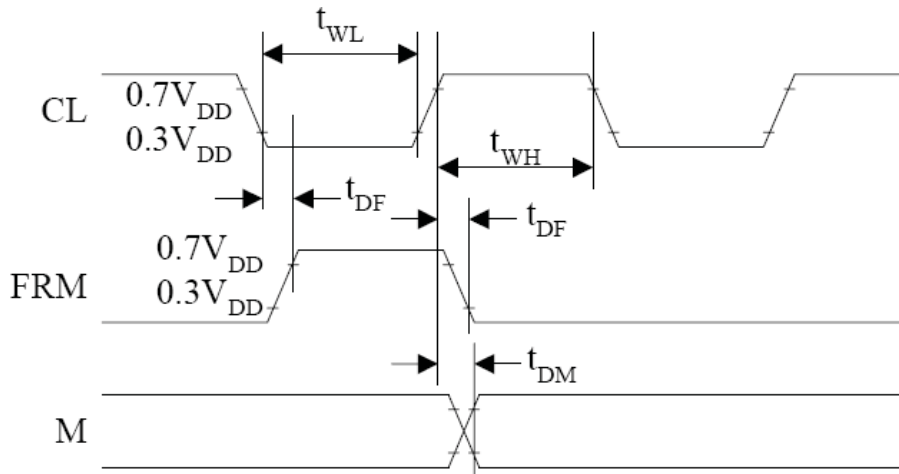 t_WL
CL
0.7V_DD
0.3V_DD
t_WH
t_DF
t_DF
FRM
0.7V_DD
0.3V_DD
t_DM
M